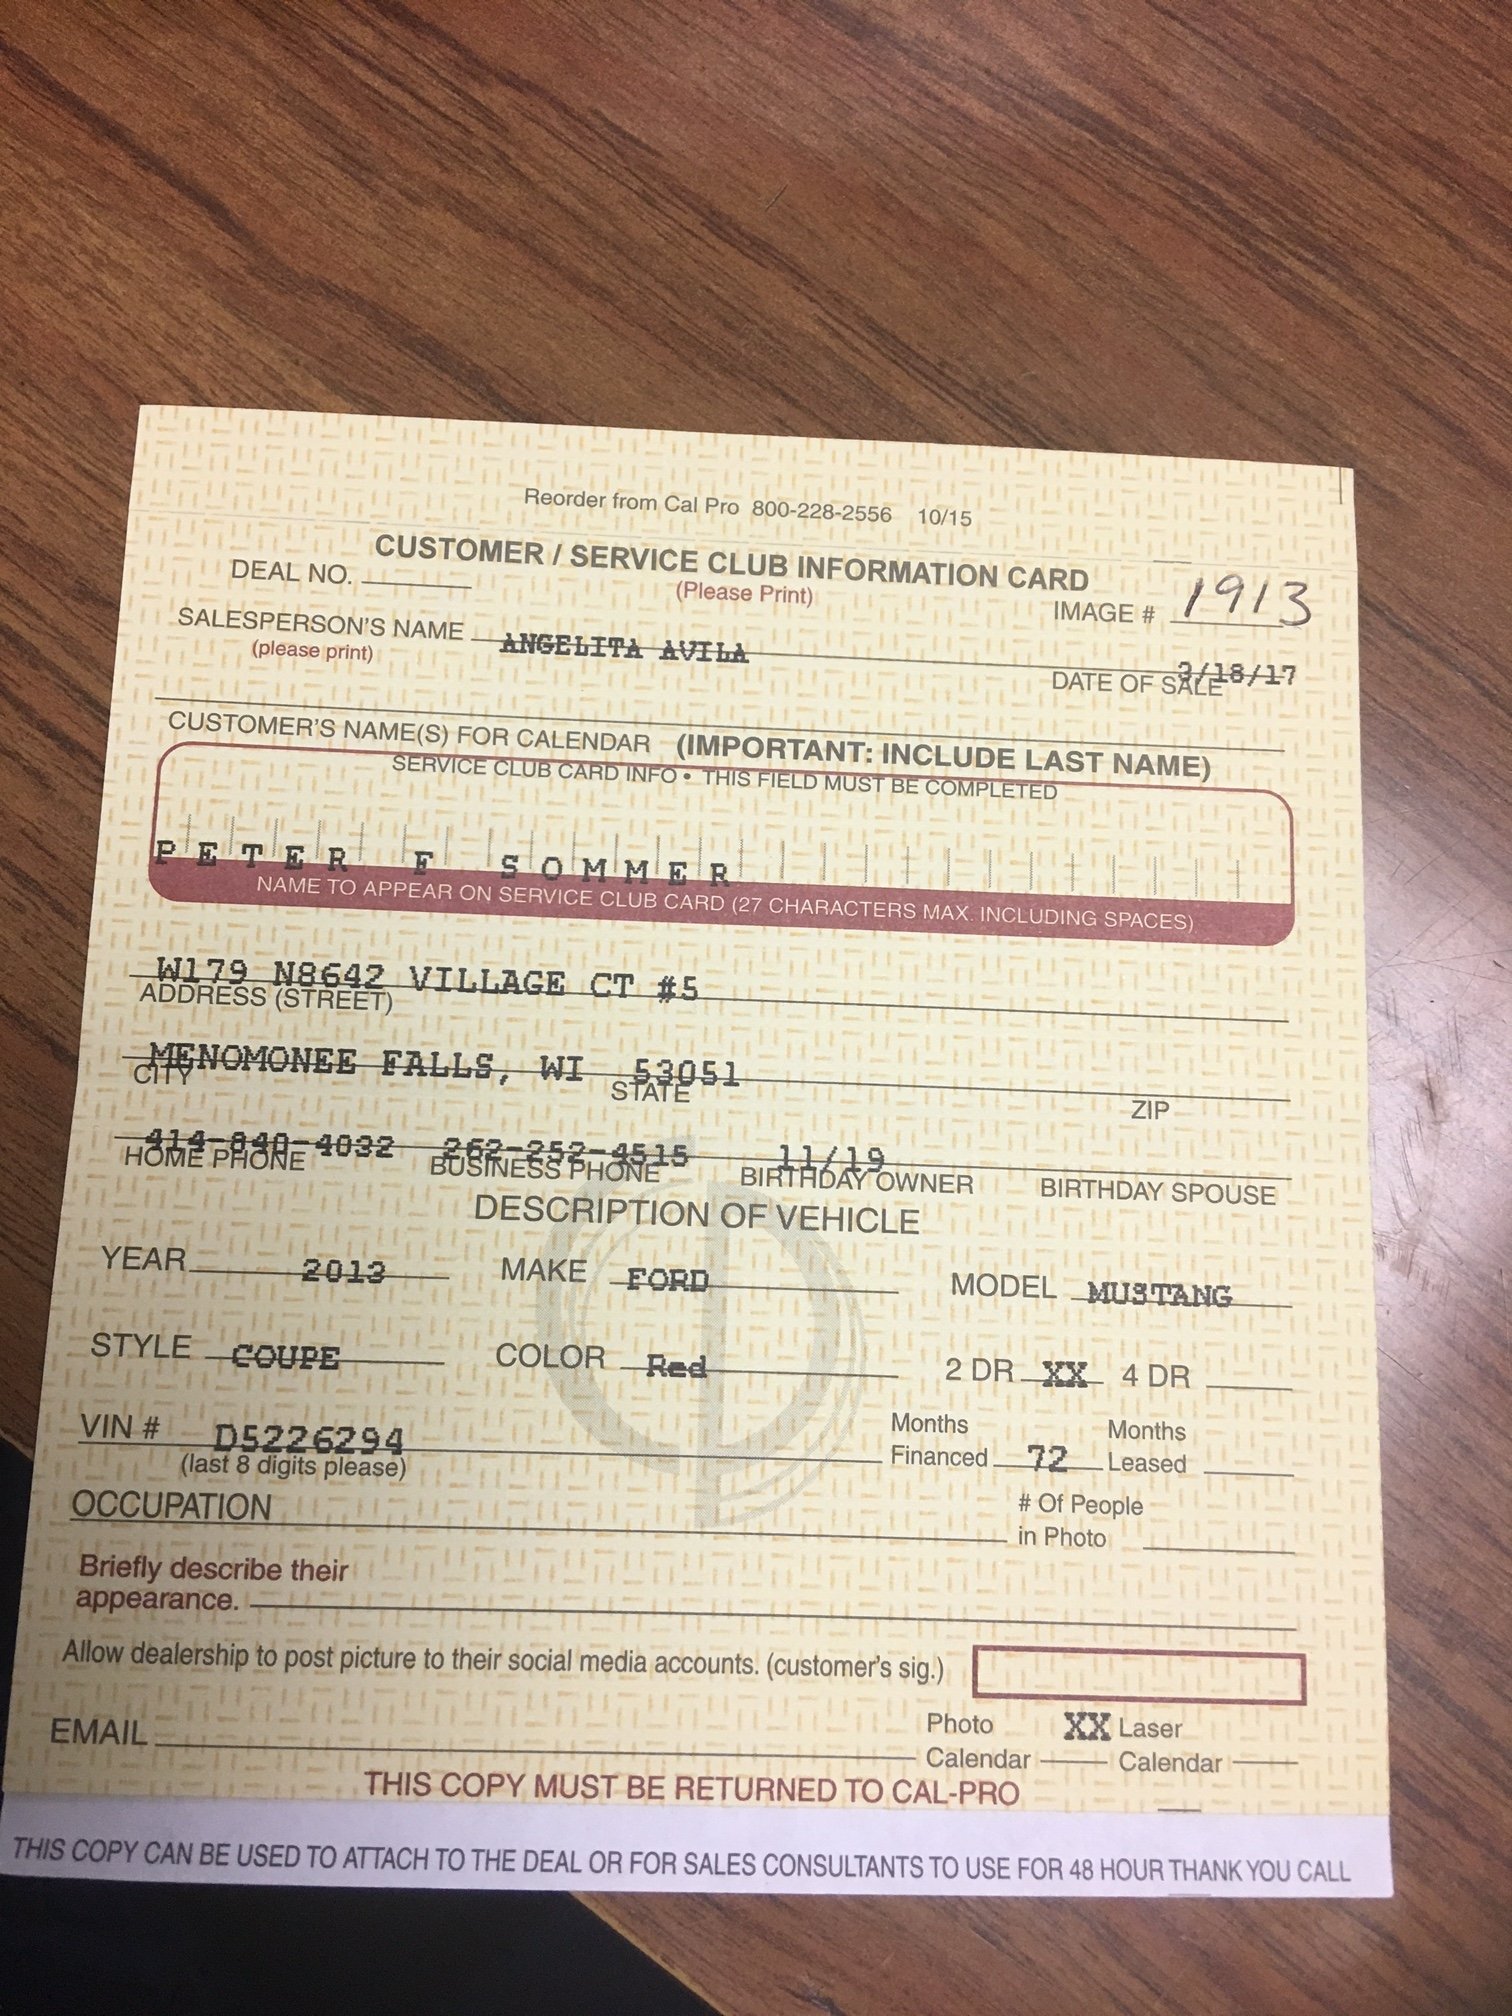 Reorder from Cal Pro 800-228-2556 10/15
CUSTOMER / SERVICE CLUB INFORMATION CARD
DEAL NO. (Please Print) IMAGE # 1913
SALESPERSON'S NAME ANGELITA AVILA
(please print) DATE OF SALE 3/18/17
CUSTOMER'S NAME(S) FOR CALENDAR (IMPORTANT: INCLUDE LAST NAME)
SERVICE CLUB CARD INFO • THIS FIELD MUST BE COMPLETED
PETER F SOMMER
NAME TO APPEAR ON SERVICE CLUB CARD (27 CHARACTERS MAX. INCLUDING SPACES)
W179 N8642 VILLAGE CT #5
ADDRESS (STREET)
MENOMONEE FALLS, WI 53051
CITY STATE ZIP
414-840-4032 262-252-4515 11/19
HOME PHONE BUSINESS PHONE BIRTHDAY OWNER BIRTHDAY SPOUSE
DESCRIPTION OF VEHICLE
YEAR 2013 MAKE FORD MODEL MUSTANG
STYLE COUPE COLOR Red 2 DR XX 4 DR
VIN # D5226294 Months Financed 72 Months Leased
(last 8 digits please)
OCCUPATION # Of People in Photo
Briefly describe their
appearance.
Allow dealership to post picture to their social media accounts. (customer's sig.)
EMAIL Photo Calendar XX Laser Calendar
THIS COPY MUST BE RETURNED TO CAL-PRO
THIS COPY CAN BE USED TO ATTACH TO THE DEAL OR FOR SALES CONSULTANTS TO USE FOR 48 HOUR THANK YOU CALL